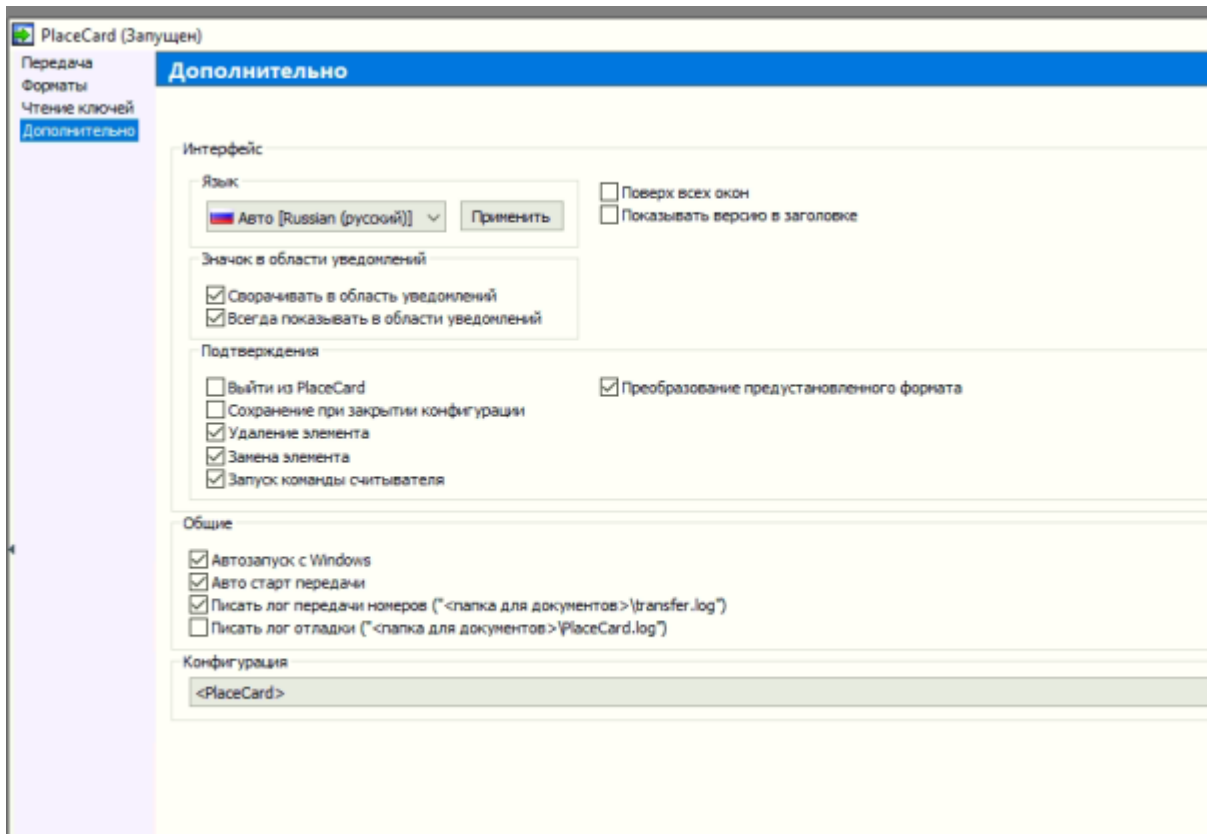 PlaceCard (Запущен)
Передача
Форматы
Чтение ключей
Дополнительно
Дополнительно
Интерфейс
Язык
Авто [Russian (русский)]
Применить
Поверх всех окон
Показывать версию в заголовке
Значок в области уведомлений
Сворачивать в область уведомлений
Всегда показывать в области уведомлений
Подтверждения
Выйти из PlaceCard
Преобразование предустановленного формата
Сохранение при закрытии конфигурации
Удаление элемента
Замена элемента
Запуск команды считывателя
Общие
Автозапуск с Windows
Авто старт передачи
Писать лог передачи номеров ("<папка для документов>\transfer.log")
Писать лог отладки ("<папка для документов>\PlaceCard.log")
Конфигурация
<PlaceCard>